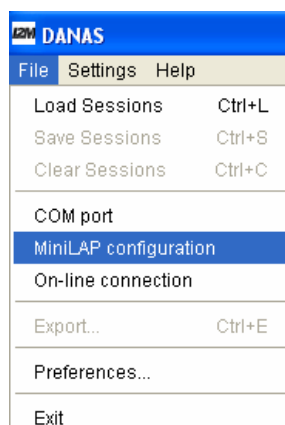 I2M DANAS
File Settings Help
Load Sessions Ctrl+L
Save Sessions Ctrl+S
Clear Sessions Ctrl+C
COM port
MiniLAP configuration
On-line connection
Export... Ctrl+E
Preferences...
Exit